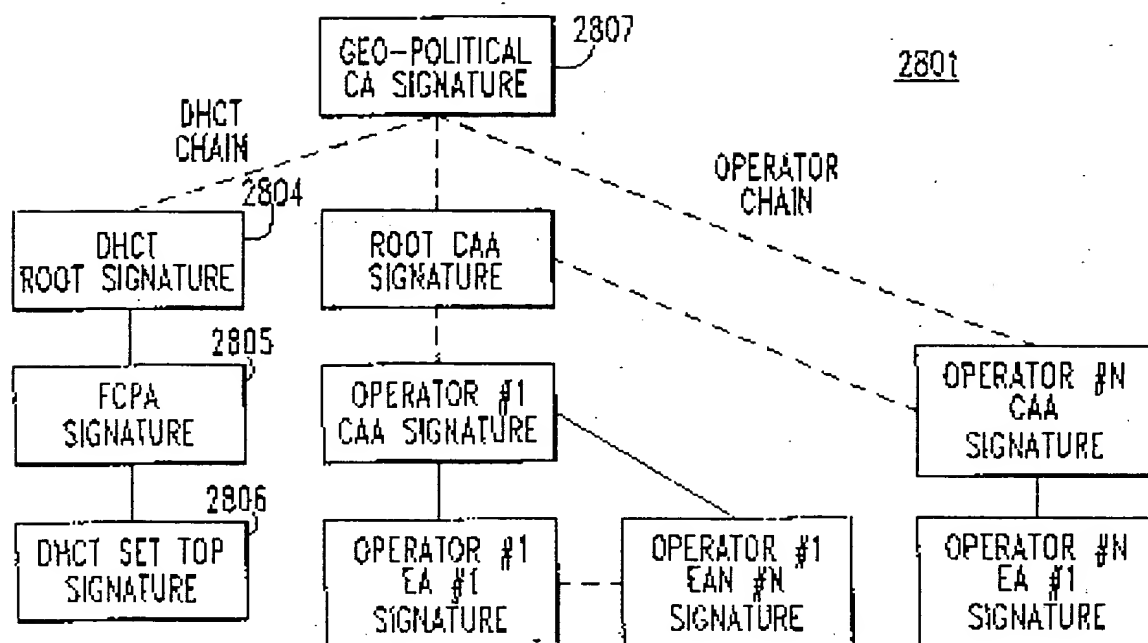 2807
GEO-POLITICAL
CA SIGNATURE
2801
DHCT
CHAIN
OPERATOR
CHAIN
2804
DHCT
ROOT SIGNATURE
ROOT CAA
SIGNATURE
2805
FCPA
SIGNATURE
OPERATOR #1
CAA SIGNATURE
OPERATOR #N
CAA
SIGNATURE
2806
DHCT SET TOP
SIGNATURE
OPERATOR #1
EA #1
SIGNATURE
OPERATOR #1
EAN #N
SIGNATURE
OPERATOR #N
EA #1
SIGNATURE